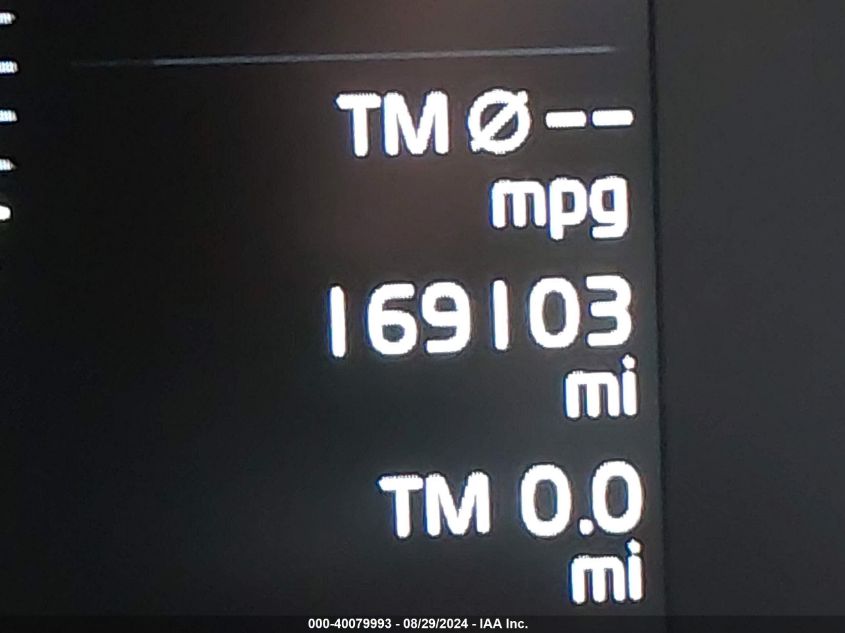 TM Ø--
mpg
169103
mi
TM 0.0
mi
000-40079993 - 08/29/2024 - IAA Inc.